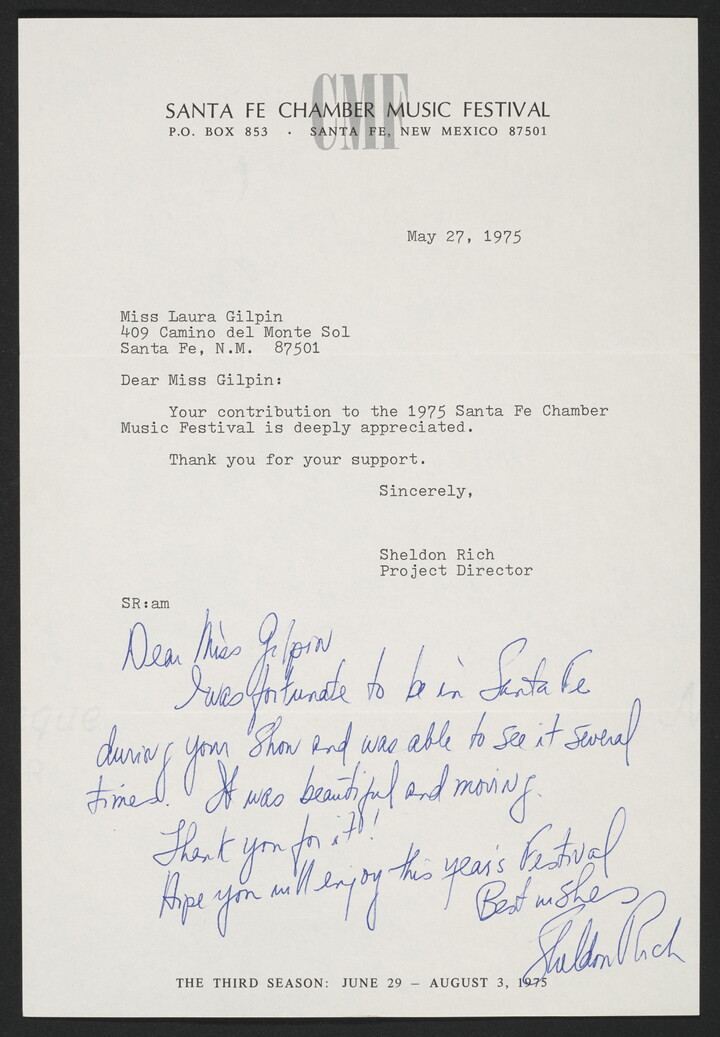 CMF
SANTA FE CHAMBER MUSIC FESTIVAL
P.O. BOX 853 · SANTA FE, NEW MEXICO 87501
May 27, 1975
Miss Laura Gilpin
409 Camino del Monte Sol
Santa Fe, N.M. 87501
Dear Miss Gilpin:
Your contribution to the 1975 Santa Fe Chamber
Music Festival is deeply appreciated.
Thank you for your support.
Sincerely,
Sheldon Rich
Project Director
SR:am
Dear Miss Gilpin
I was fortunate to be in Santa Fe
during your Show and was able to see it several
times. It was beautiful and moving.
Thank you for it!
Hope you will enjoy this year's Festival
Best wishes
Sheldon Rich
THE THIRD SEASON: JUNE 29 – AUGUST 3, 1975